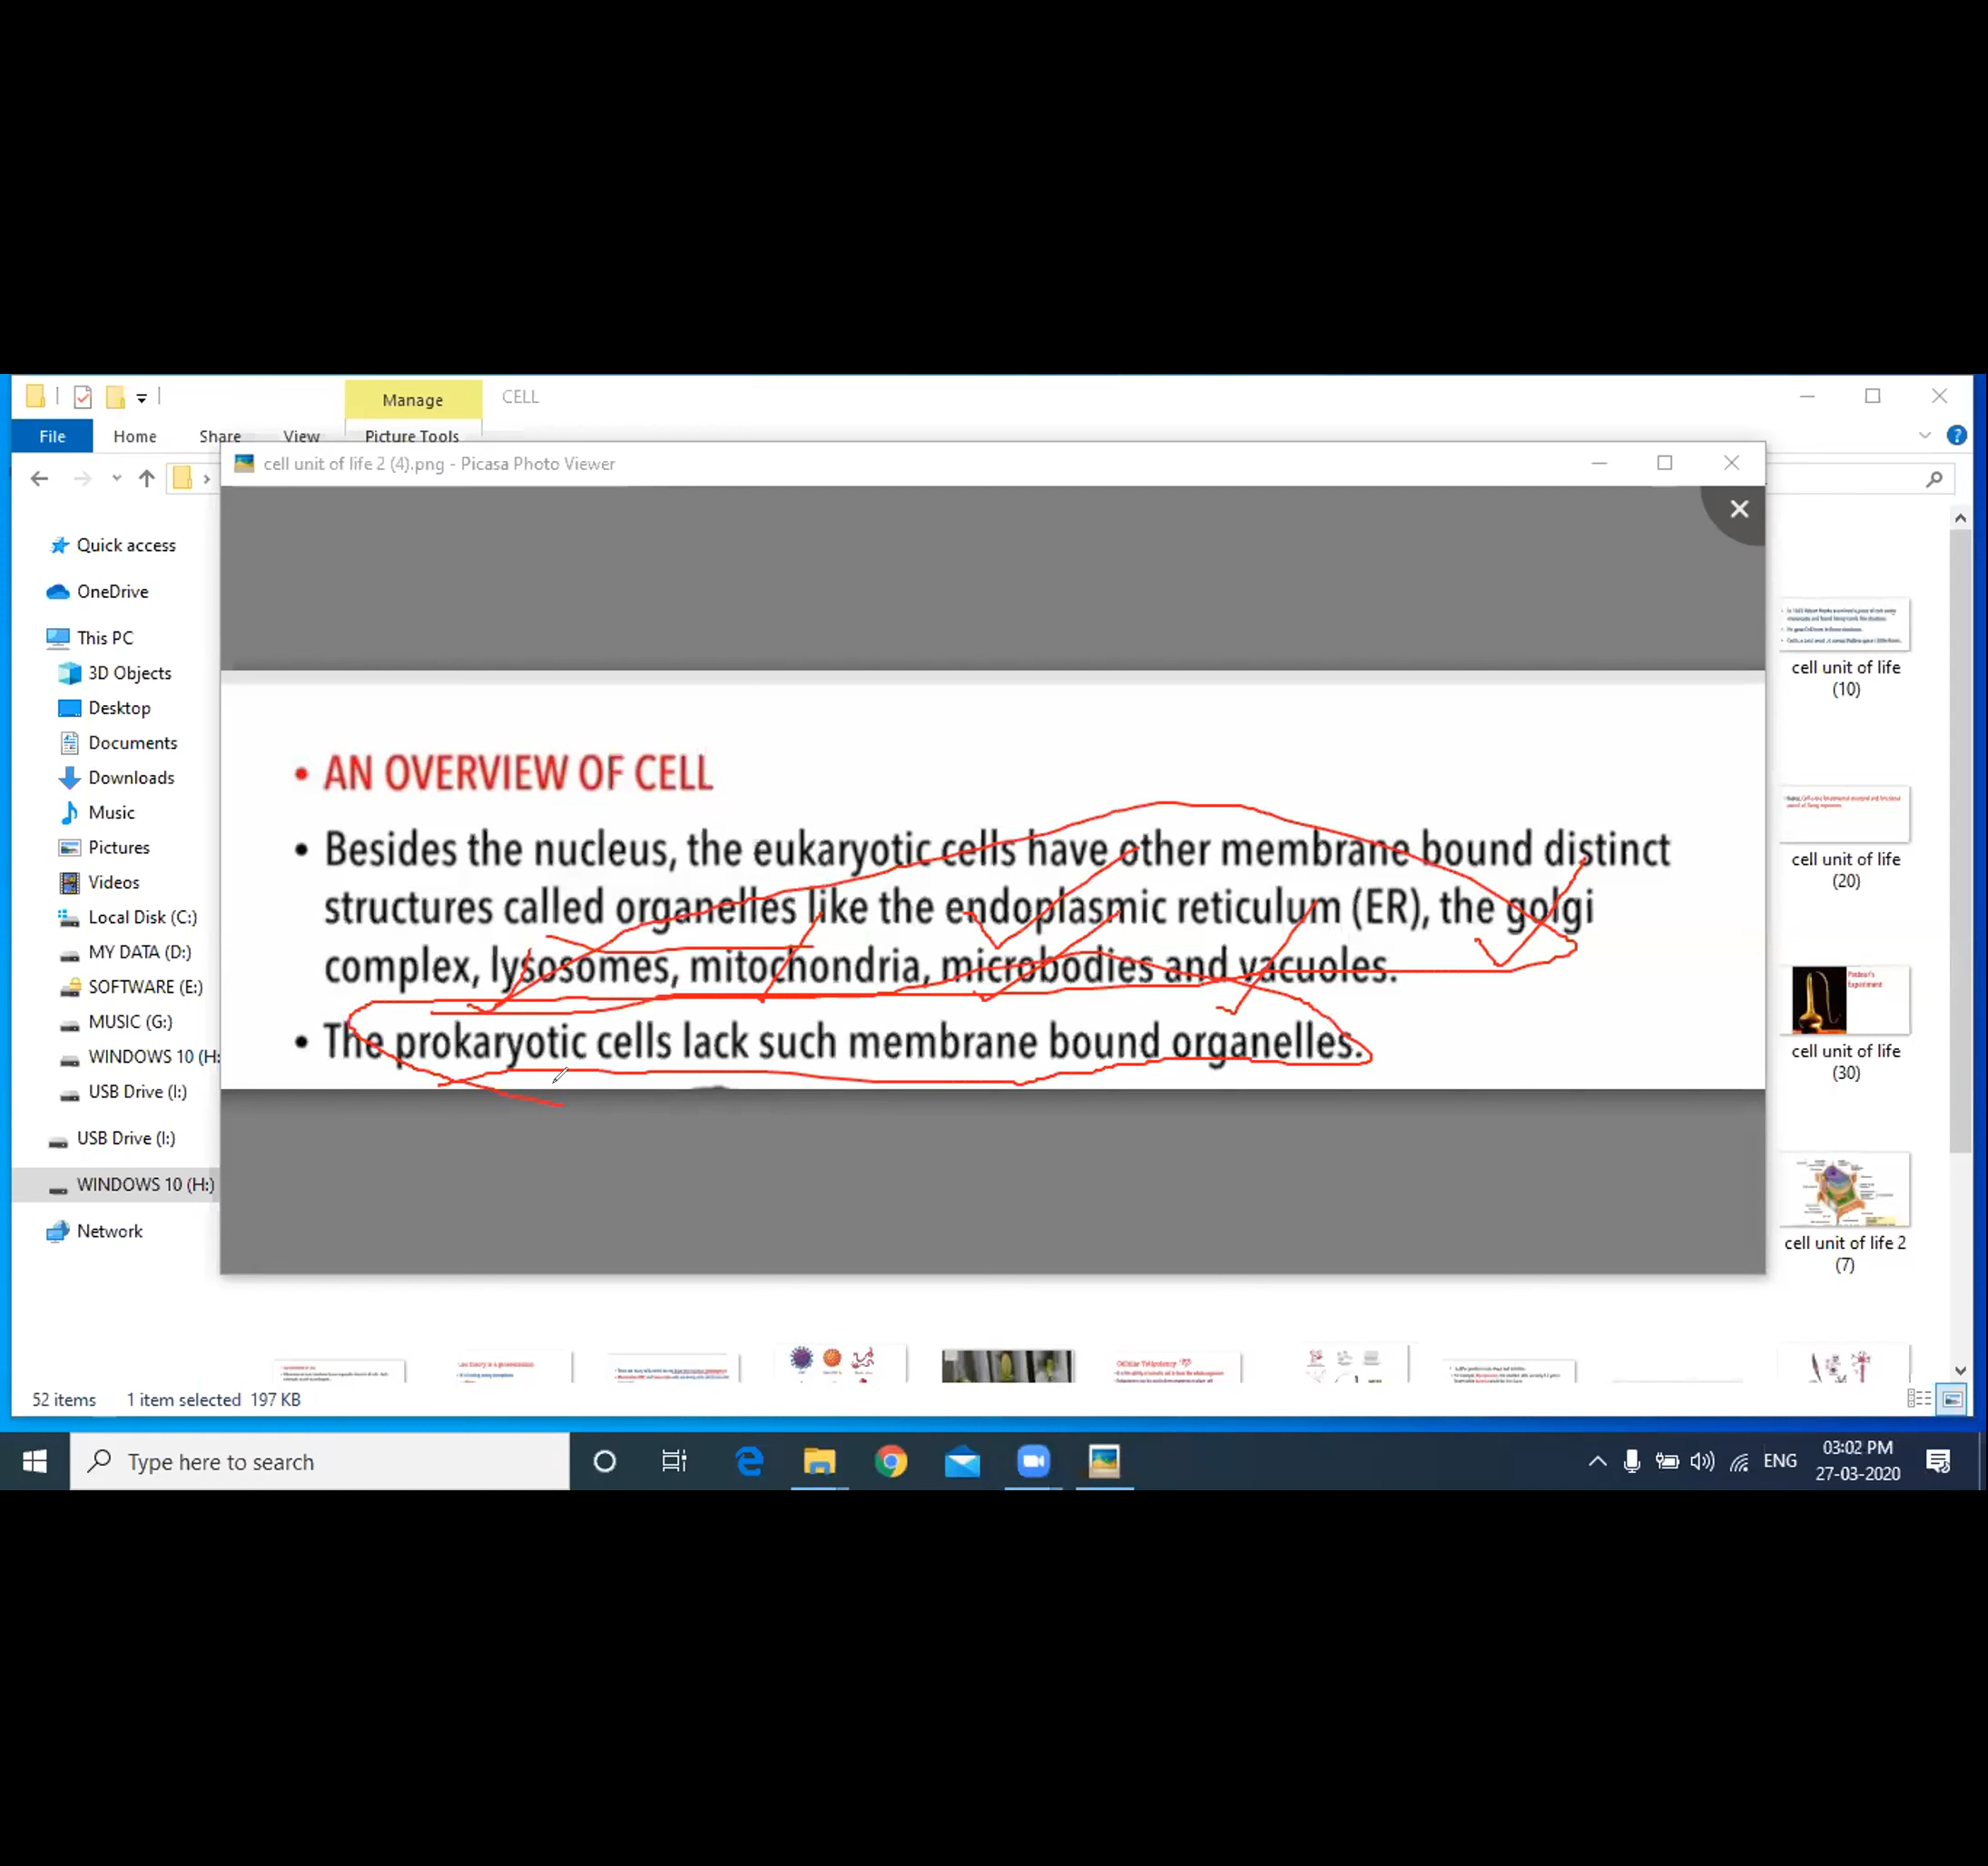 Manage
CELL
File
Home
Share
View
Picture Tools
cell unit of life 2 (4).png - Picasa Photo Viewer
Quick access
OneDrive
This PC
3D Objects
Desktop
Documents
Downloads
Music
Pictures
Videos
Local Disk (C:)
MY DATA (D:)
SOFTWARE (E:)
MUSIC (G:)
WINDOWS 10 (H:
USB Drive (I:)
USB Drive (I:)
WINDOWS 10 (H:)
Network
• AN OVERVIEW OF CELL
• Besides the nucleus, the eukaryotic cells have other membrane bound distinct
structures called organelles like the endoplasmic reticulum (ER), the golgi
complex, lysosomes, mitochondria, microbodies and vacuoles.
• The prokaryotic cells lack such membrane bound organelles.
cell unit of life
(10)
cell unit of life
(20)
Pasteur's
Experiment
cell unit of life
(30)
cell unit of life 2
(7)
Cellular Totipotency
52 items
1 item selected 197 KB
Type here to search
ENG
03:02 PM
27-03-2020